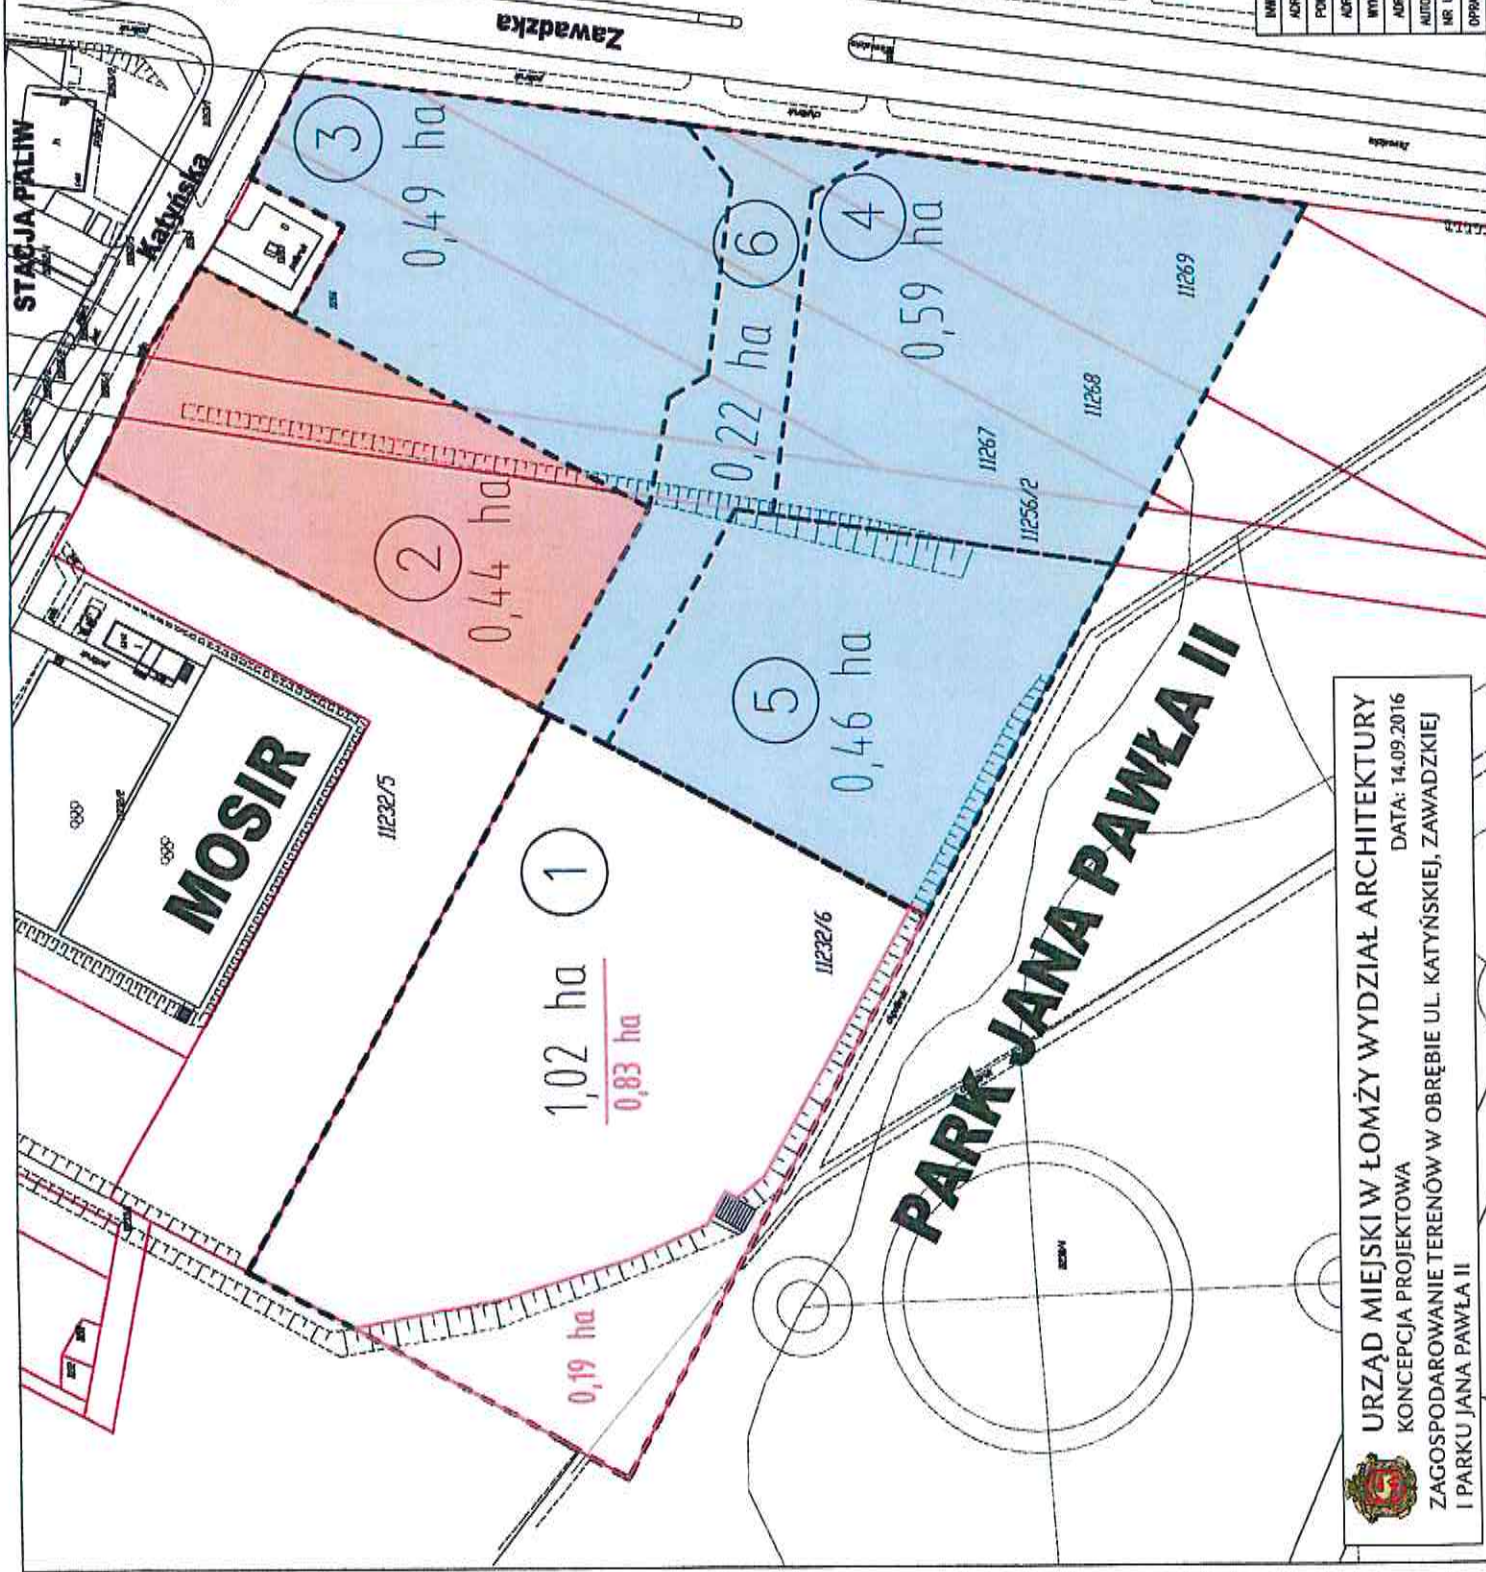 STACJA PALIW
Katyńska
Zawadzka
3
0,49 ha
2
0,44 ha
6
0,22 ha
4
0,59 ha
11269
11268
11267
11256/2
5
0,46 ha
MOSIR
11232/5
1
1,02 ha
0,83 ha
11232/6
0,19 ha
PARK JANA PAWŁA II
URZĄD MIEJSKI W ŁOMŻY WYDZIAŁ ARCHITEKTURY
KONCEPCJA PROJEKTOWA DATA: 14.09.2016
ZAGOSPODAROWANIE TERENÓW W OBRĘBIE UL. KATYŃSKIEJ, ZAWADZKIEJ
I PARKU JANA PAWŁA II